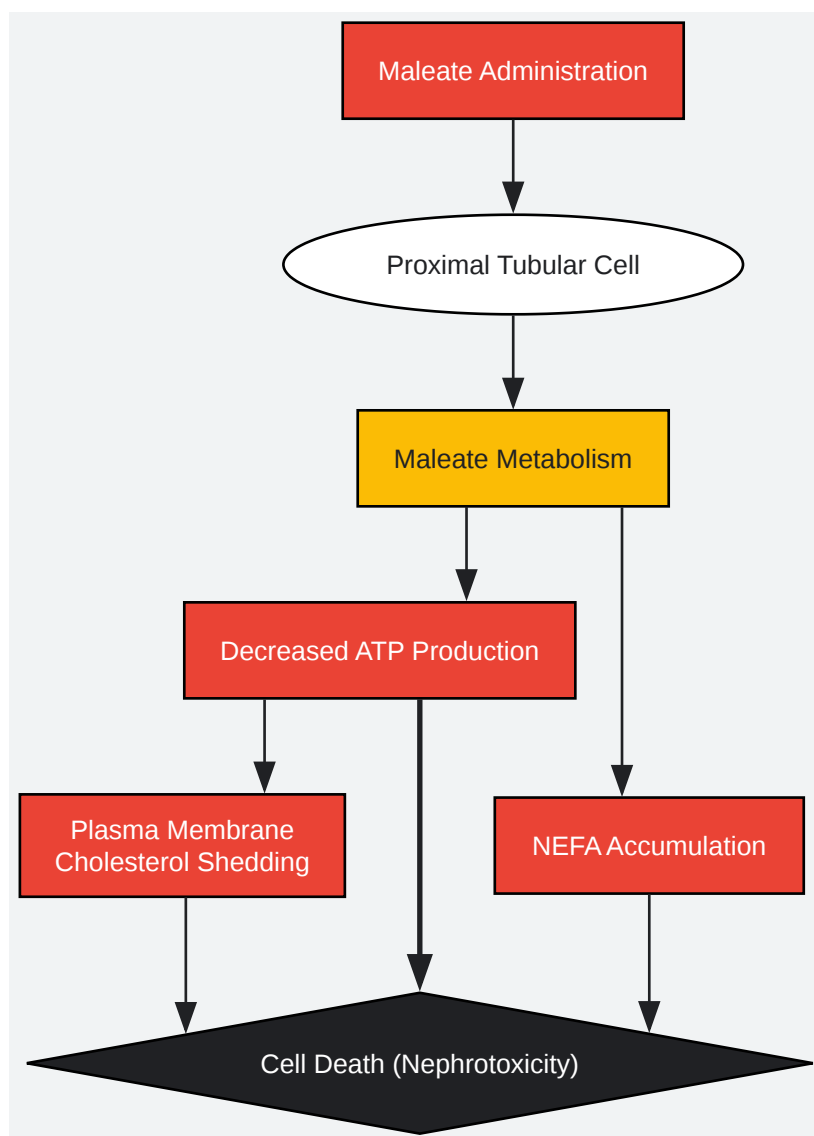 Maleate Administration
Proximal Tubular Cell
Maleate Metabolism
Decreased ATP Production
Plasma Membrane
Cholesterol Shedding
NEFA Accumulation
Cell Death (Nephrotoxicity)